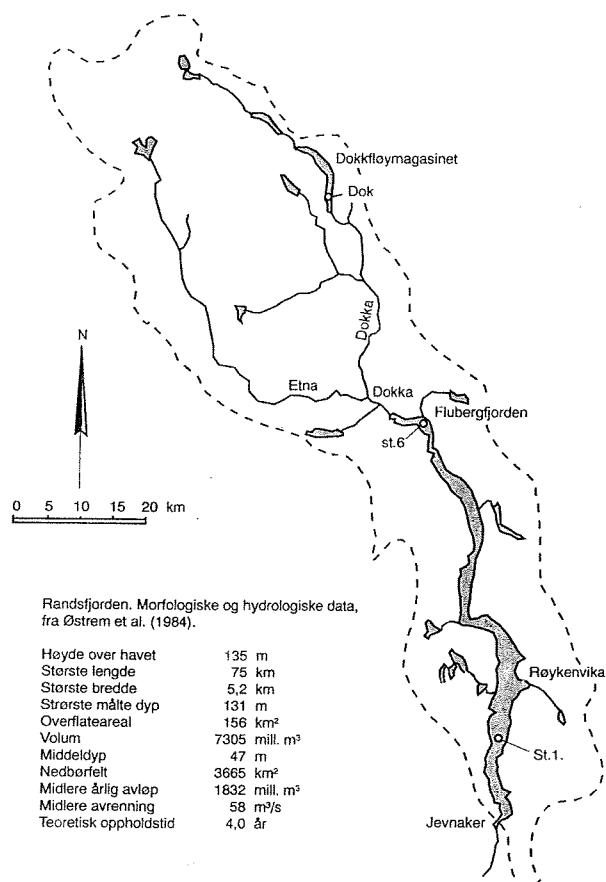 Dokkfløymagasinet
Dok
Dokka
N
Etna
Dokka
Flubergfjorden
st.6
0 5 10 15 20 km
Randsfjorden. Morfologiske og hydrologiske data,
fra Østrem et al. (1984).
Høyde over havet 135 m
Største lengde 75 km
Største bredde 5,2 km
Strørste målte dyp 131 m
Overflateareal 156 km²
Volum 7305 mill. m³
Middeldyp 47 m
Nedbørfelt 3665 km²
Midlere årlig avløp 1832 mill. m³
Midlere avrenning 58 m³/s
Teoretisk oppholdstid 4,0 år
Røykenvika
St.1.
Jevnaker